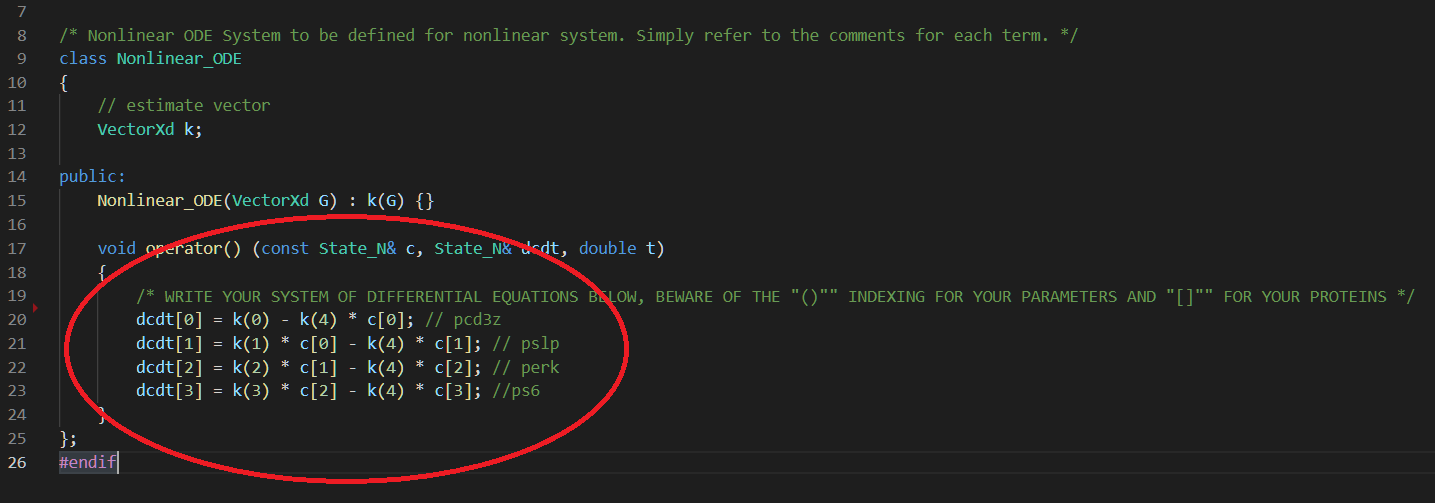 7
8 /* Nonlinear ODE System to be defined for nonlinear system. Simply refer to the comments for each term. */
9 class Nonlinear_ODE
10 {
11 // estimate vector
12 VectorXd k;
13
14 public:
15 Nonlinear_ODE(VectorXd G) : k(G) {}
16
17 void operator() (const State_N& c, State_N& dcdt, double t)
18 {
19 /* WRITE YOUR SYSTEM OF DIFFERENTIAL EQUATIONS BELOW, BEWARE OF THE "()"" INDEXING FOR YOUR PARAMETERS AND "[]"" FOR YOUR PROTEINS */
20 dcdt[0] = k(0) - k(4) * c[0]; // pcd3z
21 dcdt[1] = k(1) * c[0] - k(4) * c[1]; // pslp
22 dcdt[2] = k(2) * c[1] - k(4) * c[2]; // perk
23 dcdt[3] = k(3) * c[2] - k(4) * c[3]; //ps6
24 }
25 };
26 #endif